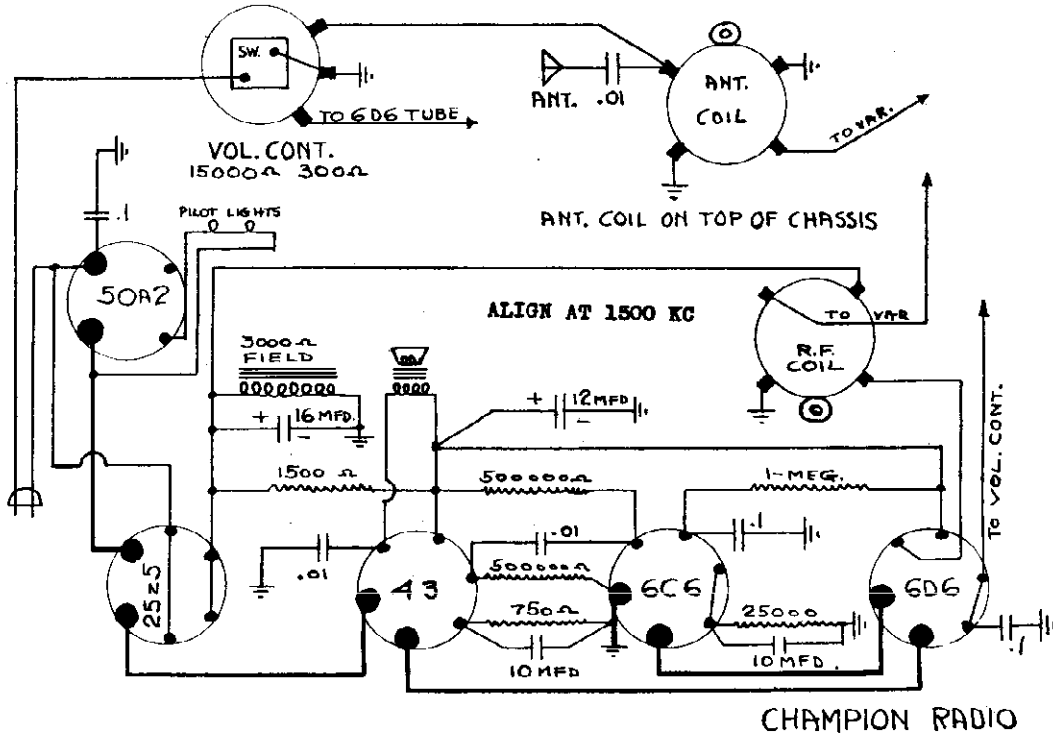 SW.
ANT. .01
ANT.
COIL
TO VAR.
TO 6D6 TUBE
VOL. CONT.
15000Ω 300Ω
.1
PILOT LIGHTS
ANT. COIL ON TOP OF CHASSIS
50A2
ALIGN AT 1500 KC
TO VAR
R.F.
COIL
3000Ω
FIELD
+ 16 MFD.
-
+ 12 MFD
-
TO VOL. CONT.
1500 Ω
500000Ω
1-MEG.
.01
.01
.1
25Z5
43
500000Ω
6C6
6D6
750Ω
25000
10 MFD
10 MFD.
.1
CHAMPION RADIO